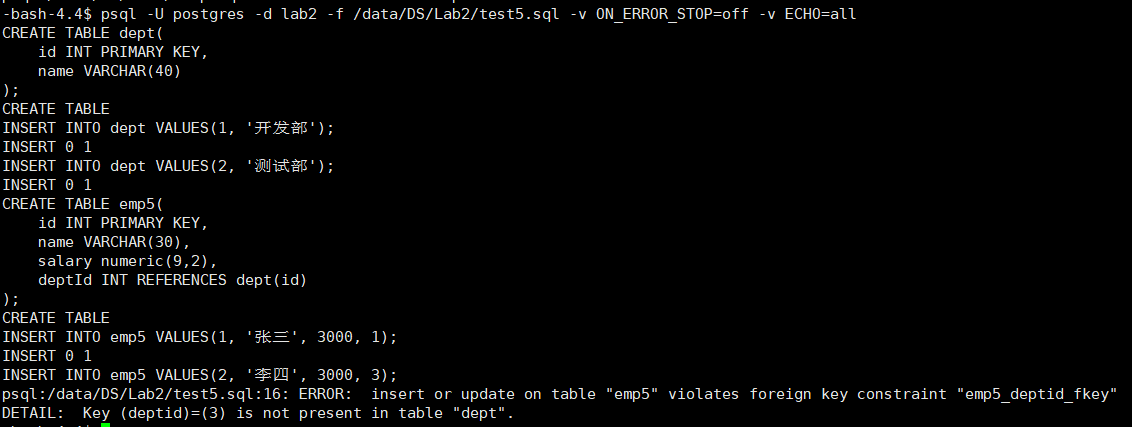 -bash-4.4$ psql -U postgres -d lab2 -f /data/DS/Lab2/test5.sql -v ON_ERROR_STOP=off -v ECHO=all
CREATE TABLE dept(
    id INT PRIMARY KEY,
    name VARCHAR(40)
);
CREATE TABLE
INSERT INTO dept VALUES(1, '开发部');
INSERT 0 1
INSERT INTO dept VALUES(2, '测试部');
INSERT 0 1
CREATE TABLE emp5(
    id INT PRIMARY KEY,
    name VARCHAR(30),
    salary numeric(9,2),
    deptId INT REFERENCES dept(id)
);
CREATE TABLE
INSERT INTO emp5 VALUES(1, '张三', 3000, 1);
INSERT 0 1
INSERT INTO emp5 VALUES(2, '李四', 3000, 3);
psql:/data/DS/Lab2/test5.sql:16: ERROR:  insert or update on table "emp5" violates foreign key constraint "emp5_deptid_fkey"
DETAIL:  Key (deptid)=(3) is not present in table "dept".
-bash-4.4$